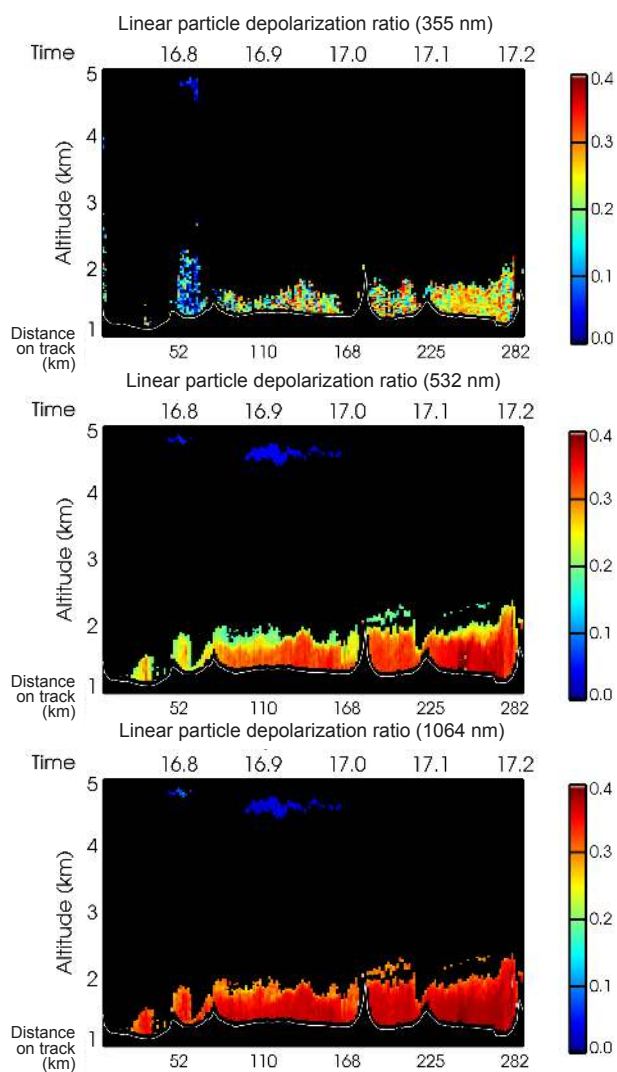 Linear particle depolarization ratio (355 nm)
Time 16.8 16.9 17.0 17.1 17.2
5
4
3
2
1
Altitude (km)
0.4
0.3
0.2
0.1
0.0
Distance on track (km)
52 110 168 225 282
Linear particle depolarization ratio (532 nm)
Time 16.8 16.9 17.0 17.1 17.2
5
4
3
2
1
Altitude (km)
0.4
0.3
0.2
0.1
0.0
Distance on track (km)
52 110 168 225 282
Linear particle depolarization ratio (1064 nm)
Time 16.8 16.9 17.0 17.1 17.2
5
4
3
2
1
Altitude (km)
0.4
0.3
0.2
0.1
0.0
Distance on track (km)
52 110 168 225 282